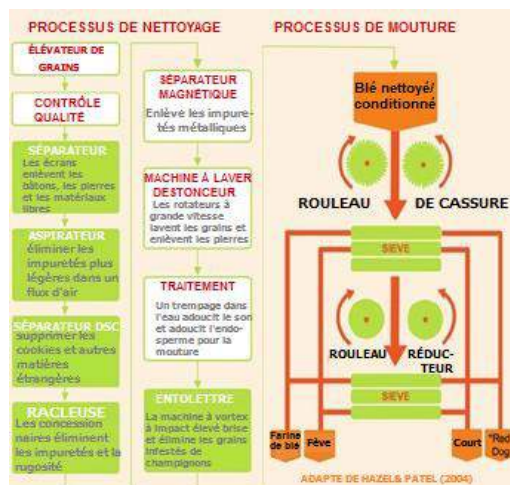 PROCESSUS DE NETTOYAGE
ÉLÉVATEUR DE
GRAINS
CONTRÔLE
QUALITÉ
SÉPARATEUR
Les écrans
enlèvent les
bâtons, les pierres
et les matériaux
libres
ASPIRATEUR
éliminer les
impuretés plus
légères dans un
flux d'air
SÉPARATEUR DSC
supprimer les
cookies et autres
matières
étrangères
RACLEUSE
Les concession
naires éliminent
les impuretés et la
rugosité
SÉPARATEUR
MAGNÉTIQUE
Enlève les impure-
tés métalliques
MACHINE À LAVER
DESTONCEUR
Les rotateurs à
grande vitesse
lavent les grains et
enlèvent les pierres
TRAITEMENT
Un trempage dans
l'eau adoucit le son
et adoucit l'endo-
sperme pour la
mouture
ENTOLETTRE
La machine à vortex
à impact élevé brise
et élimine les grains
infestés de
champignons
PROCESSUS DE MOUTURE
Blé nettoyé/
conditionné
ROULEAU DE CASSURE
SIEVE
ROULEAU RÉDUC-
TEUR
SIEVE
Farine
de blé
Fève
Court
"Red
Dog
ADAPTE DE HAZEL& PATEL (2004)